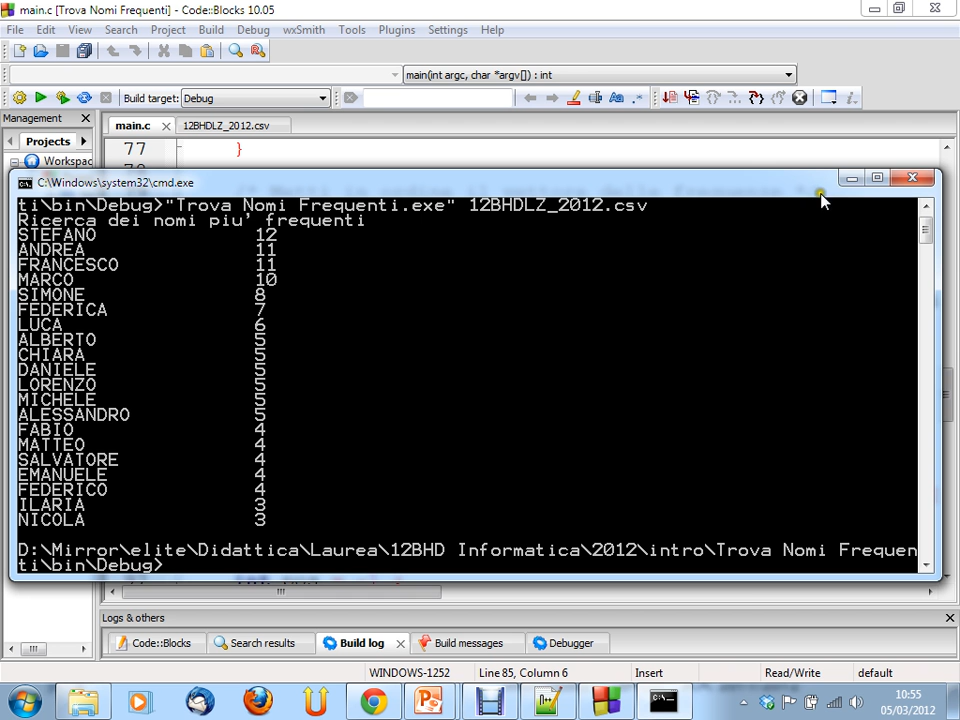 main.c [Trova Nomi Frequenti] - Code::Blocks 10.05
File Edit View Search Project Build Debug wxSmith Tools Plugins Settings Help
main(int argc, char *argv[]) : int
Build target: Debug
Management
Projects
main.c 12BHDLZ_2012.csv
77 }
Workspac
C:\Windows\system32\cmd.exe
ti\bin\Debug>"Trova Nomi Frequenti.exe" 12BHDLZ_2012.csv
Ricerca dei nomi piu' frequenti
STEFANO 12
ANDREA 11
FRANCESCO 11
MARCO 10
SIMONE 8
FEDERICA 7
LUCA 6
ALBERTO 5
CHIARA 5
DANIELE 5
LORENZO 5
MICHELE 5
ALESSANDRO 5
FABIO 4
MATTEO 4
SALVATORE 4
EMANUELE 4
FEDERICO 4
ILARIA 3
NICOLA 3
D:\Mirror\elite\Didattica\Laurea\12BHD Informatica\2012\intro\Trova Nomi Frequen
ti\bin\Debug>
Logs & others
Code::Blocks Search results Build log Build messages Debugger
WINDOWS-1252 Line 85, Column 6 Insert Read/Write default
10:55
05/03/2012